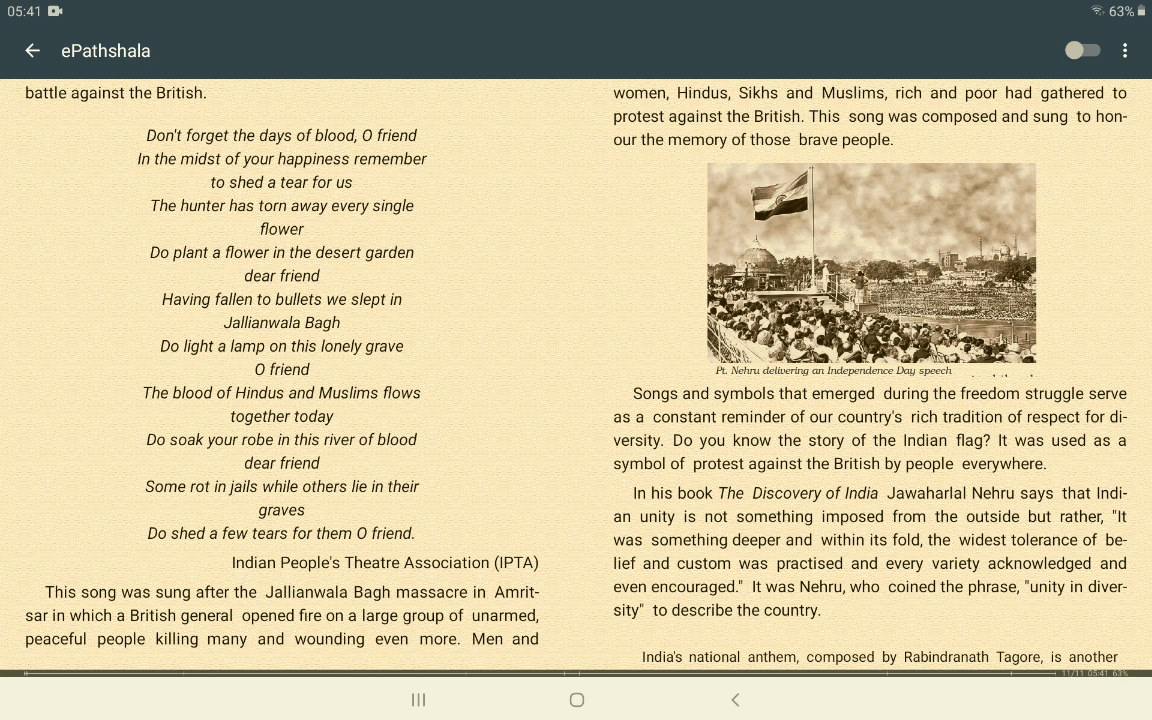 05:41
63%
ePathshala
battle against the British.
Don't forget the days of blood, O friend
In the midst of your happiness remember
to shed a tear for us
The hunter has torn away every single
flower
Do plant a flower in the desert garden
dear friend
Having fallen to bullets we slept in
Jallianwala Bagh
Do light a lamp on this lonely grave
O friend
The blood of Hindus and Muslims flows
together today
Do soak your robe in this river of blood
dear friend
Some rot in jails while others lie in their
graves
Do shed a few tears for them O friend.
Indian People's Theatre Association (IPTA)
This song was sung after the Jallianwala Bagh massacre in Amrit-
sar in which a British general opened fire on a large group of unarmed,
peaceful people killing many and wounding even more. Men and
women, Hindus, Sikhs and Muslims, rich and poor had gathered to
protest against the British. This song was composed and sung to hon-
our the memory of those brave people.
Pt. Nehru delivering an Independence Day speech
Songs and symbols that emerged during the freedom struggle serve
as a constant reminder of our country's rich tradition of respect for di-
versity. Do you know the story of the Indian flag? It was used as a
symbol of protest against the British by people everywhere.
In his book The Discovery of India Jawaharlal Nehru says that Indi-
an unity is not something imposed from the outside but rather, "It
was something deeper and within its fold, the widest tolerance of be-
lief and custom was practised and every variety acknowledged and
even encouraged." It was Nehru, who coined the phrase, "unity in diver-
sity" to describe the country.
India's national anthem, composed by Rabindranath Tagore, is another
11/11 05:41 63%